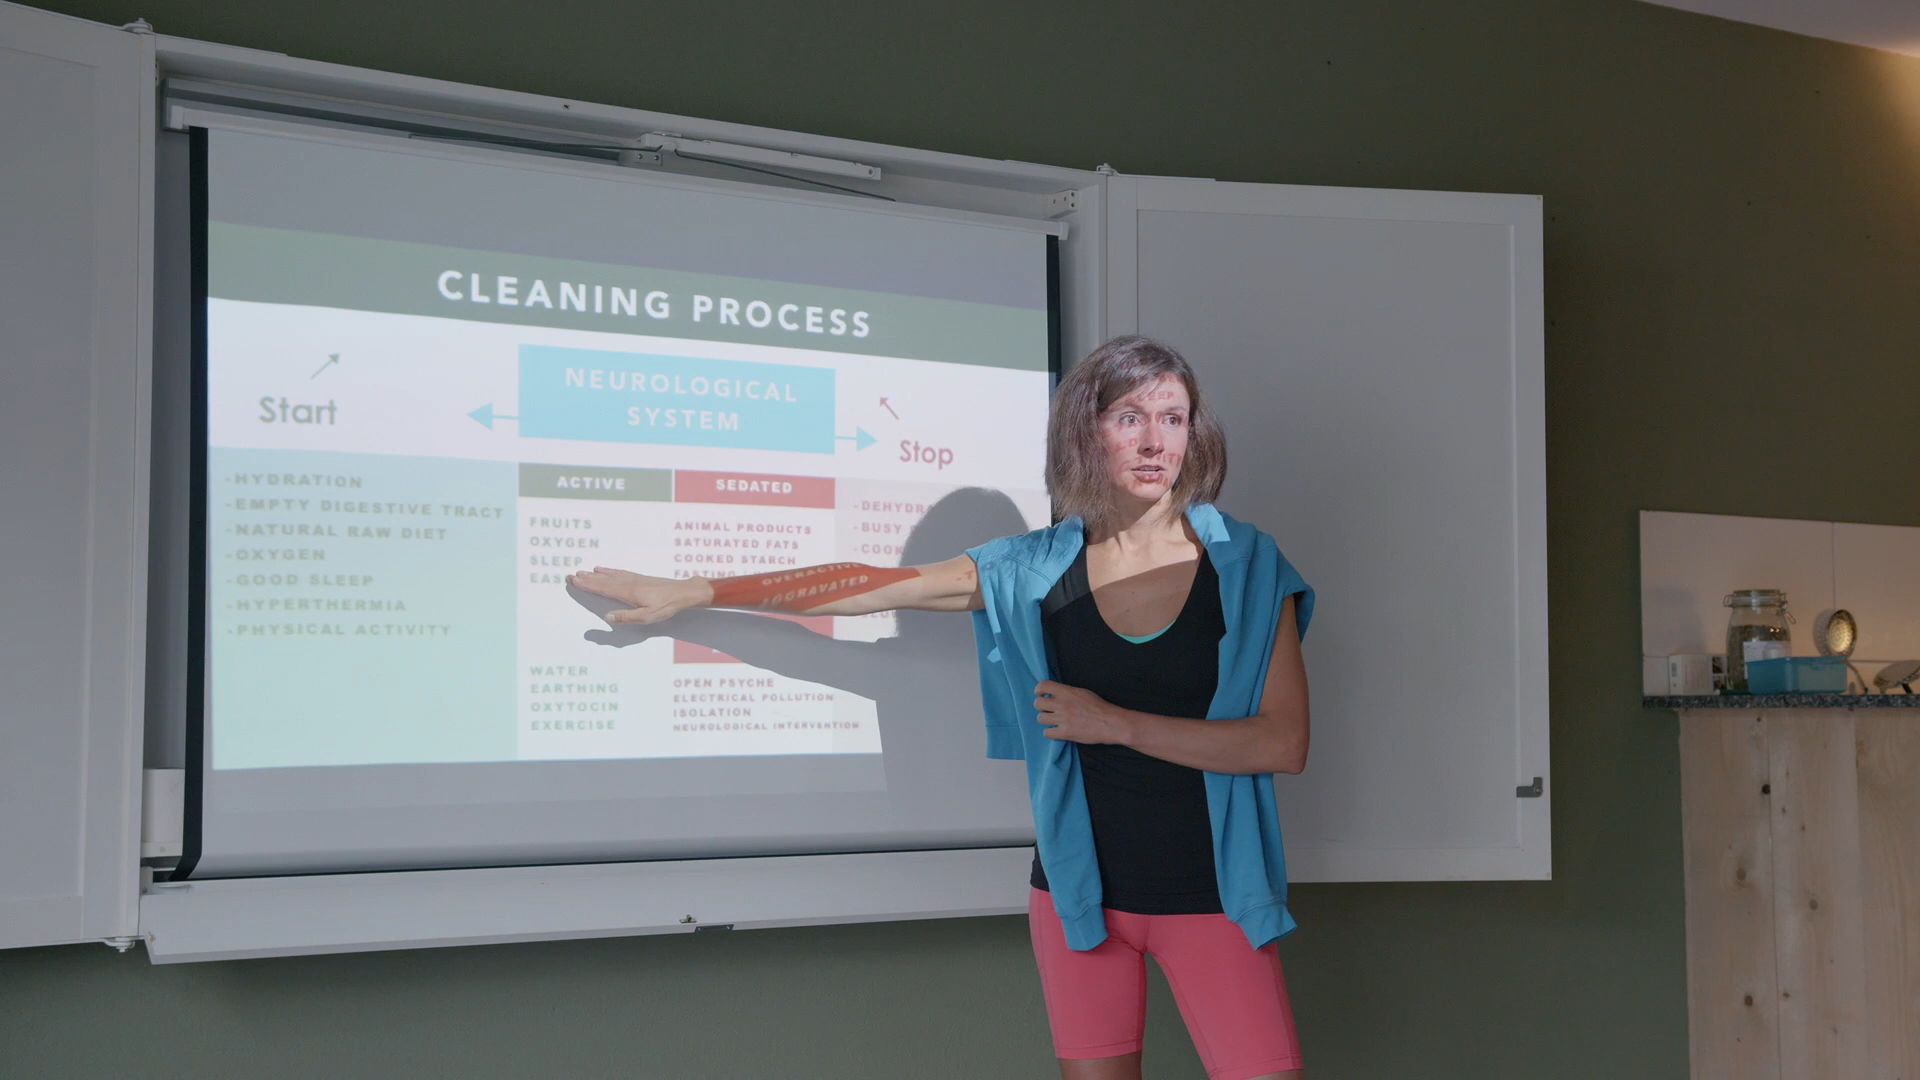 CLEANING PROCESS
NEUROLOGICAL
SYSTEM
Start
Stop
-HYDRATION
-EMPTY DIGESTIVE TRACT
-NATURAL RAW DIET
-OXYGEN
-GOOD SLEEP
-HYPERTHERMIA
-PHYSICAL ACTIVITY
ACTIVE
FRUITS
OXYGEN
SLEEP
WATER
EARTHING
OXYTOCIN
EXERCISE
SEDATED
ANIMAL PRODUCTS
SATURATED FATS
COOKED STARCH
FASTING
OVERACTIVE
AGGRAVATED
OPEN PSYCHE
ELECTRICAL POLLUTION
ISOLATION
NEUROLOGICAL INTERVENTION
-BUSY